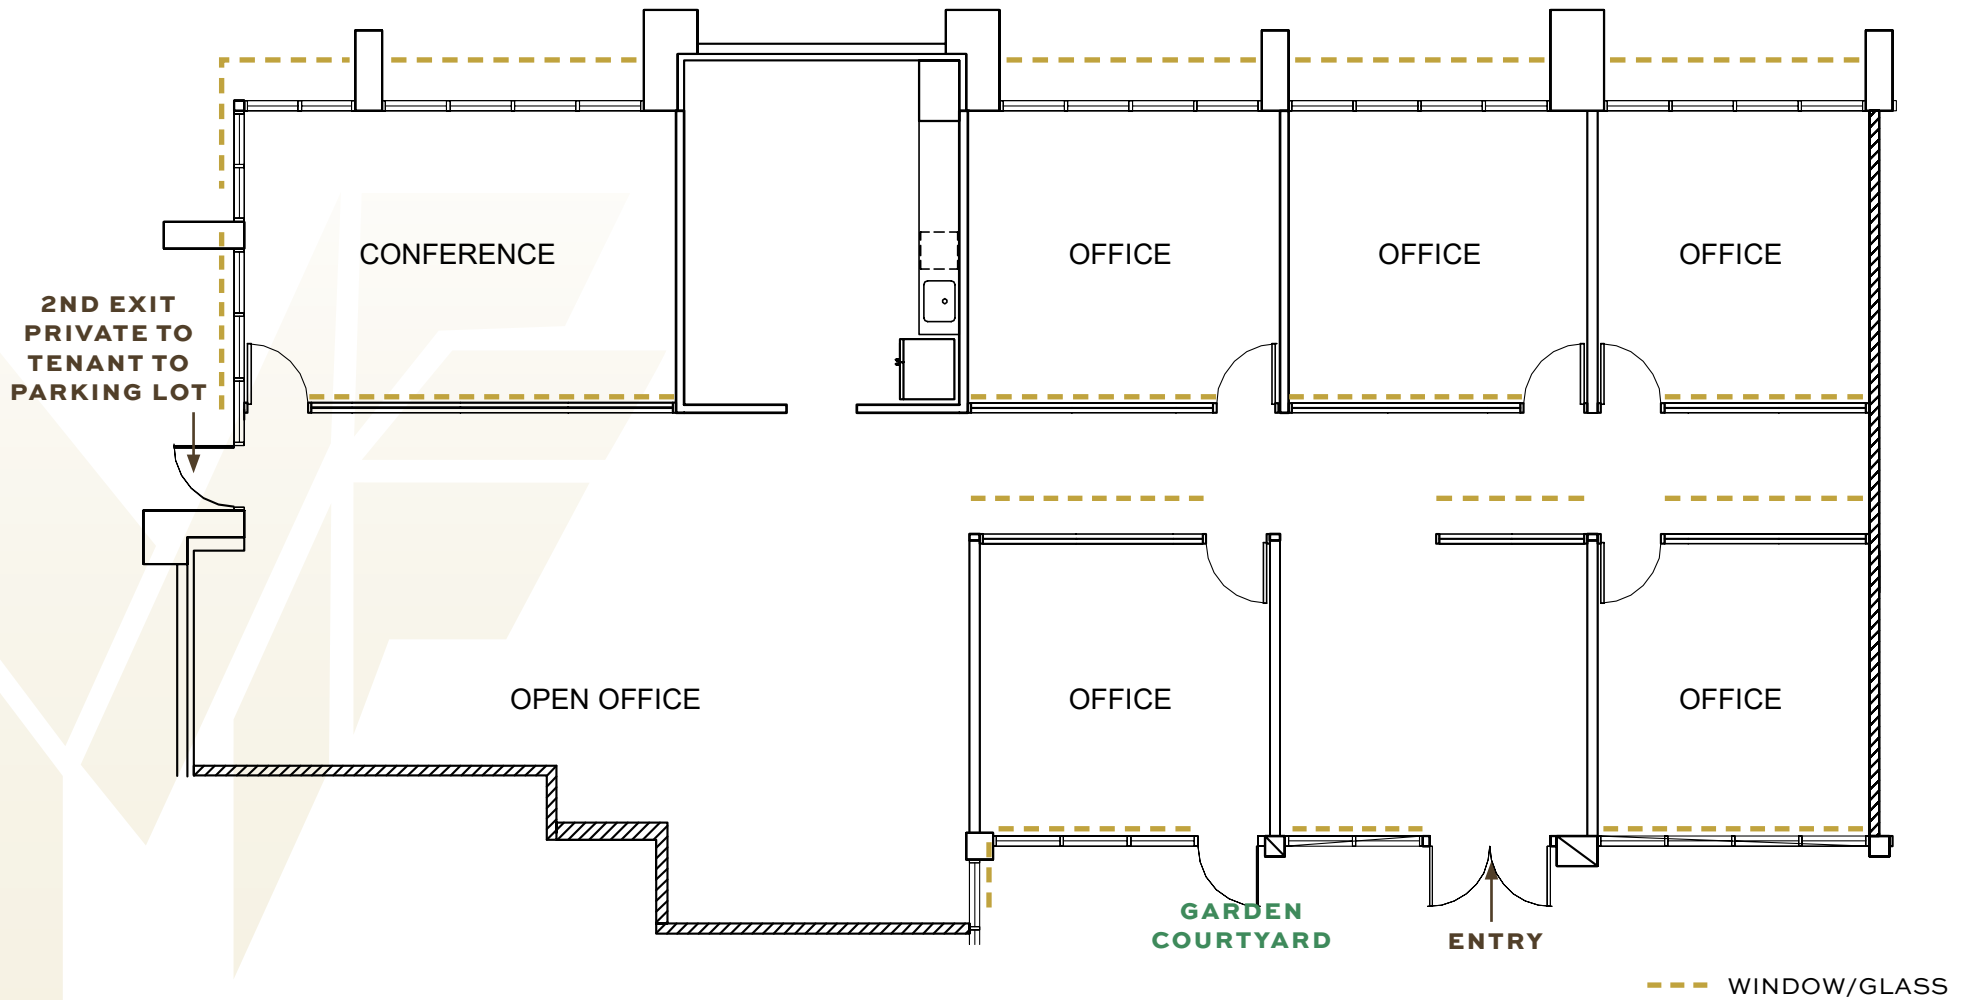 CONFERENCE
OFFICE
OFFICE
OFFICE
2ND EXIT
PRIVATE TO
TENANT TO
PARKING LOT
OPEN OFFICE
OFFICE
OFFICE
GARDEN
COURTYARD
ENTRY
WINDOW/GLASS